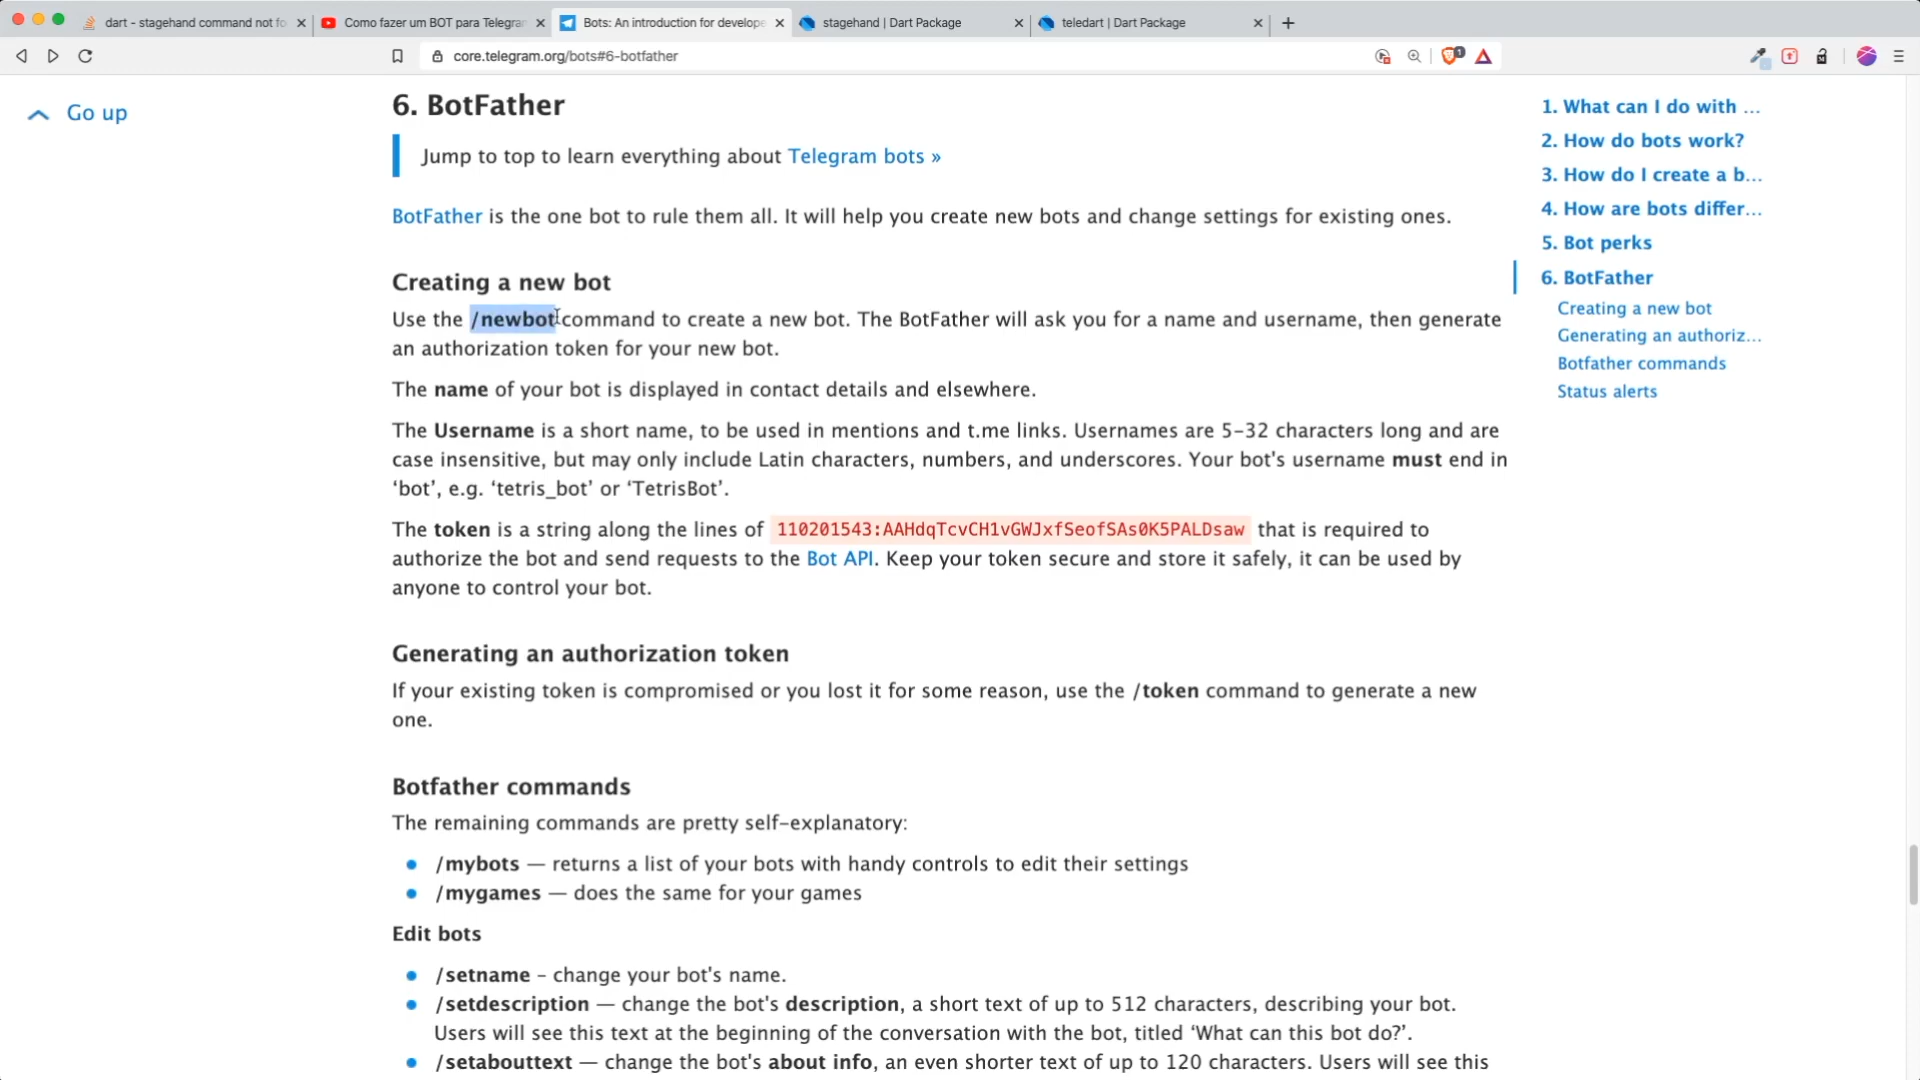 dart - stagehand command not fo
Como fazer um BOT para Telegran
Bots: An introduction for develope
stagehand | Dart Package
teledart | Dart Package
core.telegram.org/bots#6-botfather
1
Go up
6. BotFather
Jump to top to learn everything about Telegram bots »
BotFather is the one bot to rule them all. It will help you create new bots and change settings for existing ones.
Creating a new bot
Use the /newbot command to create a new bot. The BotFather will ask you for a name and username, then generate
an authorization token for your new bot.
The name of your bot is displayed in contact details and elsewhere.
The Username is a short name, to be used in mentions and t.me links. Usernames are 5-32 characters long and are
case insensitive, but may only include Latin characters, numbers, and underscores. Your bot's username must end in
‘bot’, e.g. ‘tetris_bot’ or ‘TetrisBot’.
The token is a string along the lines of 110201543:AAHdqTcvCH1vGWJxfSeofSAs0K5PALDsaw that is required to
authorize the bot and send requests to the Bot API. Keep your token secure and store it safely, it can be used by
anyone to control your bot.
Generating an authorization token
If your existing token is compromised or you lost it for some reason, use the /token command to generate a new
one.
Botfather commands
The remaining commands are pretty self-explanatory:
/mybots — returns a list of your bots with handy controls to edit their settings
/mygames — does the same for your games
Edit bots
/setname – change your bot's name.
/setdescription — change the bot's description, a short text of up to 512 characters, describing your bot.
Users will see this text at the beginning of the conversation with the bot, titled ‘What can this bot do?’.
/setabouttext — change the bot's about info, an even shorter text of up to 120 characters. Users will see this
1. What can I do with ...
2. How do bots work?
3. How do I create a b...
4. How are bots differ...
5. Bot perks
6. BotFather
Creating a new bot
Generating an authoriz...
Botfather commands
Status alerts